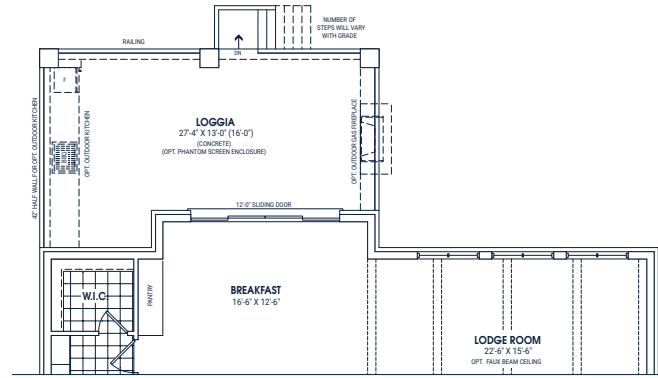 NUMBER OF
STEPS WILL VARY
WITH GRADE
RAILING
DN
F
LOGGIA
27'-4" X 13'-0" (16'-0")
(CONCRETE)
(OPT. PHANTOM SCREEN ENCLOSURE)
42" HALF WALL FOR OPT. OUTDOOR KITCHEN
OPT. OUTDOOR KITCHEN
OPT. OUTDOOR GAS FIREPLACE
12'-0" SLIDING DOOR
W.I.C
PANTRY
BREAKFAST
16'-6" X 12'-6"
LODGE ROOM
22'-6" X 15'-6"
OPT. FAUX BEAM CEILING